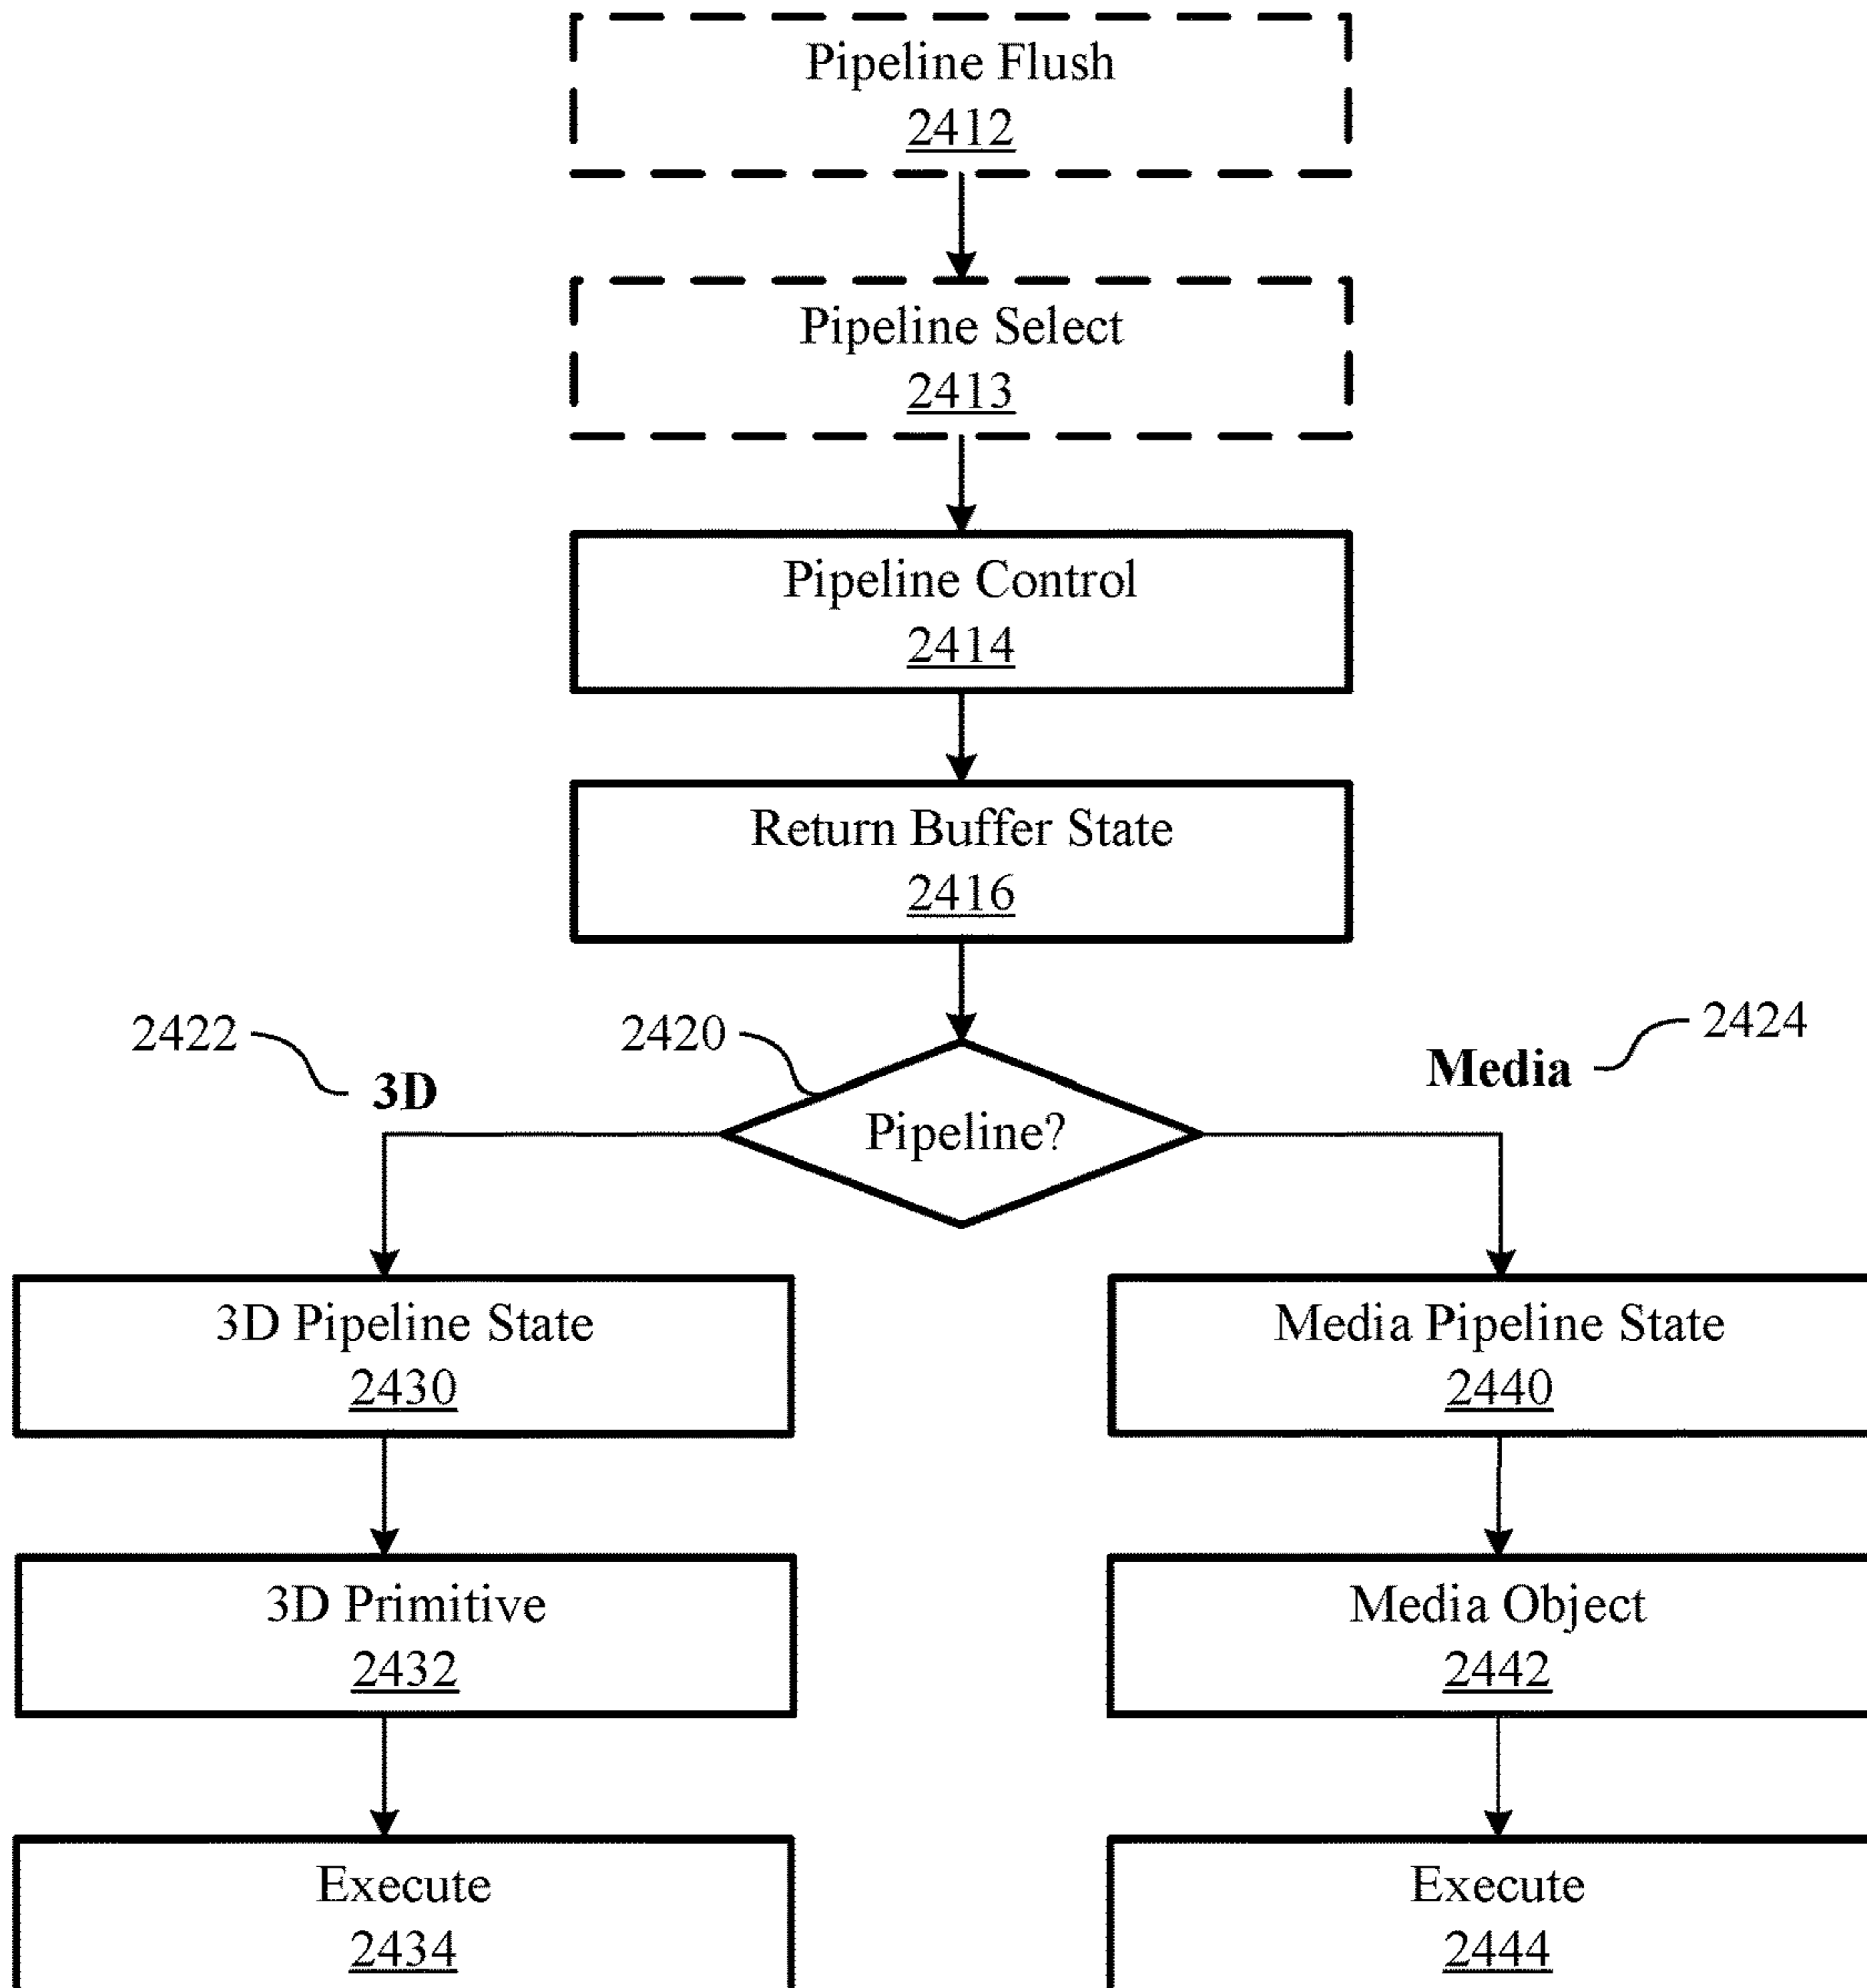 Pipeline Flush
2412
Pipeline Select
2413
Pipeline Control
2414
Return Buffer State
2416
2422
2420
2424
3D
Media
Pipeline?
3D Pipeline State
2430
Media Pipeline State
2440
3D Primitive
2432
Media Object
2442
Execute
2434
Execute
2444